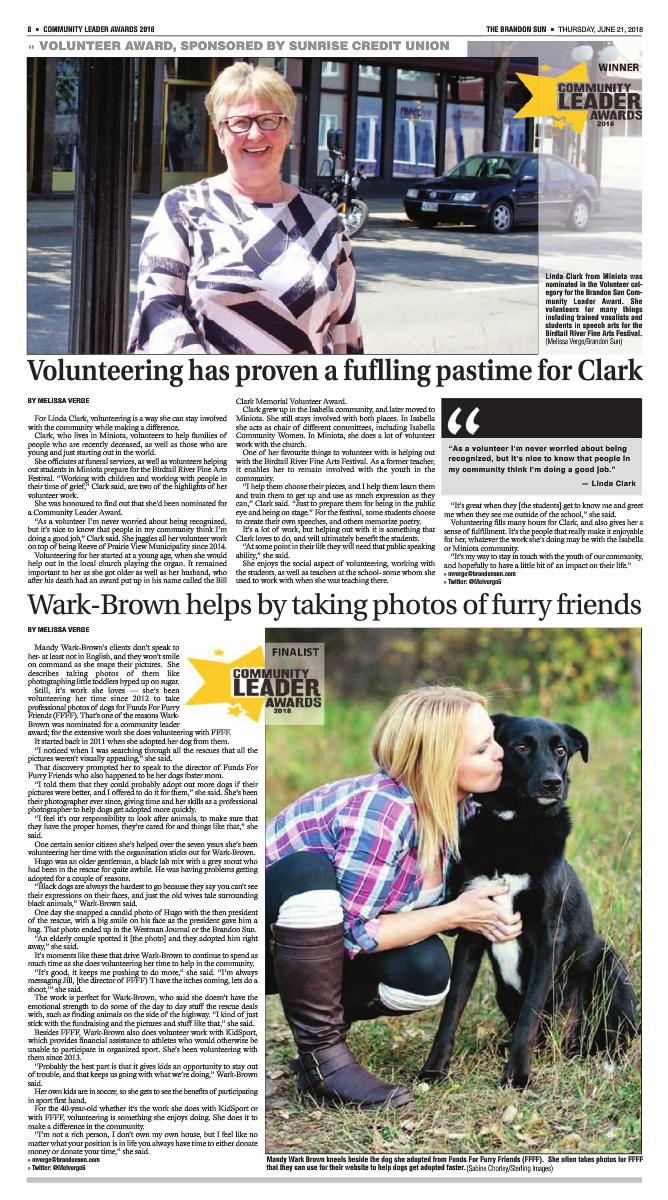 8 ■ COMMUNITY LEADER AWARDS 2018
THE BRANDON SUN ■ THURSDAY, JUNE 21, 2018
» VOLUNTEER AWARD, SPONSORED BY SUNRISE CREDIT UNION
WINNER
COMMUNITY
LEADER
AWARDS
2018
Linda Clark from Miniota was
nominated in the Volunteer cat-
egory for the Brandon Sun Com-
munity Leader Award. She
volunteers for many things
including trained vocalists and
students in speech arts for the
Birdtail River Fine Arts Festival.
(Melissa Verge/Brandon Sun)
Volunteering has proven a fuflling pastime for Clark
BY MELISSA VERGE
For Linda Clark, volunteering is a way she can stay involved
with the community while making a difference.
Clark, who lives in Miniota, volunteers to help families of
people who are recently deceased, as well as those who are
young and just starting out in the world.
She officiates at funeral services, as well as volunteers helping
out students in Miniota prepare for the Birdtail River Fine Arts
Festival. "Working with children and working with people in
their time of grief," Clark said, are two of the highlights of her
volunteer work.
She was honoured to find out that she'd been nominated for
a Community Leader Award.
"As a volunteer I'm never worried about being recognized,
but it's nice to know that people in my community think I'm
doing a good job," Clark said. She juggles all her volunteer work
on top of being Reeve of Prairie View Municipality since 2014.
Volunteering for her started at a young age, when she would
help out in the local church playing the organ. It remained
important to her as she got older as well as her husband, who
after his death had an award put up in his name called the Bill
Clark Memorial Volunteer Award.
Clark grew up in the Isabella community, and later moved to
Miniota. She still stays involved with both places. In Isabella
she acts as chair of different committees, including Isabella
Community Women. In Miniota, she does a lot of volunteer
work with the church.
One of her favourite things to volunteer with is helping out
with the Birdtail River Fine Arts Festival. As a former teacher,
it enables her to remain involved with the youth in the
community.
"I help them choose their pieces, and I help them learn them
and train them to get up and use as much expression as they
can," Clark said. "Just to prepare them for being in the public
eye and being on stage." For the festival, some students choose
to create their own speeches, and others memorize poetry.
It's a lot of work, but helping out with it is something that
Clark loves to do, and will ultimately benefit the students.
"At some point in their life they will need that public speaking
ability," she said.
She enjoys the social aspect of volunteering, working with
the students, as well as teachers at the school- some whom she
used to work with when she was teaching there.
“
"As a volunteer I'm never worried about being
recognized, but it's nice to know that people in
my community think I'm doing a good job."
— Linda Clark
"It's great when they [the students] get to know me and greet
me when they see me outside of the school," she said.
Volunteering fills many hours for Clark, and also gives her a
sense of fulfillment. It's the people that really make it enjoyable
for her, whatever the work she's doing may be with the Isabella
or Miniota community.
"It's my way to stay in touch with the youth of our community,
and hopefully to have a little bit of an impact on their life."
» mverge@brandonsun.com
» Twitter: @Melverge5
Wark-Brown helps by taking photos of furry friends
BY MELISSA VERGE
Mandy Wark-Brown's clients don't speak to
her- at least not in English, and they won't smile
on command as she snaps their pictures. She
describes taking photos of them like
photographing little toddlers hyped up on sugar.
Still, it's work she loves — she's been
volunteering her time since 2012 to take
professional photos of dogs for Funds For Furry
Friends (FFFF). That's one of the reasons Wark-
Brown was nominated for a community leader
award; for the extensive work she does volunteering with FFFF.
It started back in 2011 when she adopted her dog from them.
"I noticed when I was searching through all the rescues that all the
pictures weren't visually appealing," she said.
That discovery prompted her to speak to the director of Funds For
Furry Friends who also happened to be her dogs foster mom.
"I told them that they could probably adopt out more dogs if their
pictures were better, and I offered to do it for them," she said. She's been
their photographer ever since, giving time and her skills as a professional
photographer to help dogs get adopted more quickly.
"I feel it's our responsibility to look after animals, to make sure that
they have the proper homes, they're cared for and things like that," she
said.
One certain senior citizen she's helped over the seven years she's been
volunteering her time with the organization sticks out for Wark-Brown.
Hugo was an older gentleman, a black lab mix with a grey snout who
had been in the rescue for quite awhile. He was having problems getting
adopted for a couple of reasons.
"Black dogs are always the hardest to go because they say you can't see
their expressions on their faces, and just the old wives tale surrounding
black animals," Wark-Brown said.
One day she snapped a candid photo of Hugo with the then president
of the rescue, with a big smile on his face as the president gave him a
hug. That photo ended up in the Westman Journal or the Brandon Sun.
"An elderly couple spotted it [the photo] and they adopted him right
away," she said.
It's moments like these that drive Wark-Brown to continue to spend as
much time as she does volunteering her time to help in the community.
"It's good, it keeps me pushing to do more," she said. "I'm always
messaging Jill, [the director of FFFF) 'I have the itches coming, lets do a
shoot,'" she said.
The work is perfect for Wark-Brown, who said she doesn't have the
emotional strength to do some of the day to day stuff the rescue deals
with, such as finding animals on the side of the highway. "I kind of just
stick with the fundraising and the pictures and stuff like that," she said.
Besides FFFF, Wark-Brown also does volunteer work with KidSport,
which provides financial assistance to athletes who would otherwise be
unable to participate in organized sport. She's been volunteering with
them since 2013.
"Probably the best part is that it gives kids an opportunity to stay out
of trouble, and that keeps us going with what we're doing," Wark-Brown
said.
Her own kids are in soccer, so she gets to see the benefits of participating
in sport first hand.
For the 40-year-old whether it's the work she does with KidSport or
with FFFF, volunteering is something she enjoys doing. She does it to
make a difference in the community.
"I'm not a rich person, I don't own my own house, but I feel like no
matter what your position is in life you always have time to either donate
money or donate your time," she said.
» mverge@brandonsun.com
» Twitter: @Melverge5
FINALIST
COMMUNITY
LEADER
AWARDS
2018
Mandy Wark Brown kneels beside the dog she adopted from Funds For Furry Friends (FFFF). She often takes photos for FFFF
that they can use for their website to help dogs get adopted faster. (Sabine Chorley/Sterling Images)